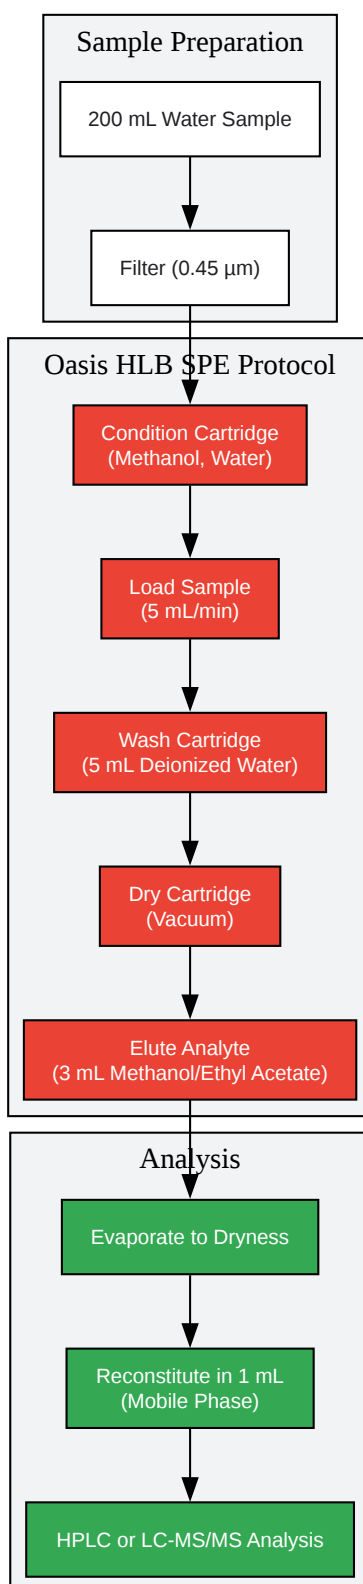 Sample Preparation
200 mL Water Sample
Filter (0.45 µm)
Oasis HLB SPE Protocol
Condition Cartridge
(Methanol, Water)
Load Sample
(5 mL/min)
Wash Cartridge
(5 mL Deionized Water)
Dry Cartridge
(Vacuum)
Elute Analyte
(3 mL Methanol/Ethyl Acetate)
Analysis
Evaporate to Dryness
Reconstitute in 1 mL
(Mobile Phase)
HPLC or LC-MS/MS Analysis